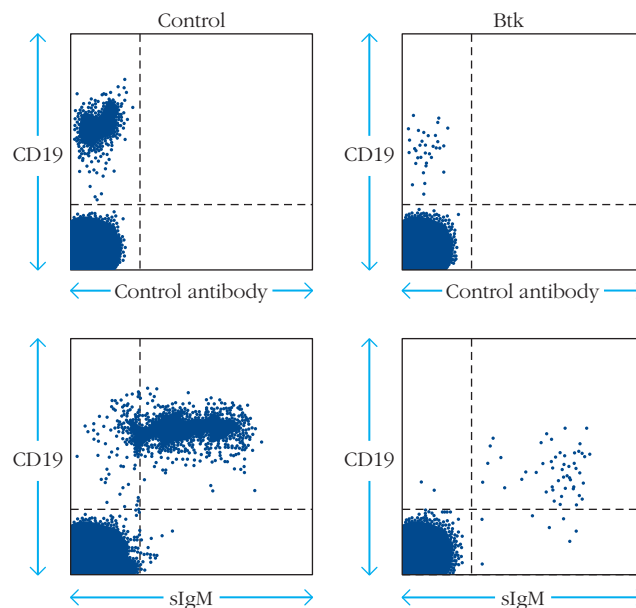 Control
Btk
CD19
CD19
Control antibody
Control antibody
CD19
CD19
sIgM
sIgM